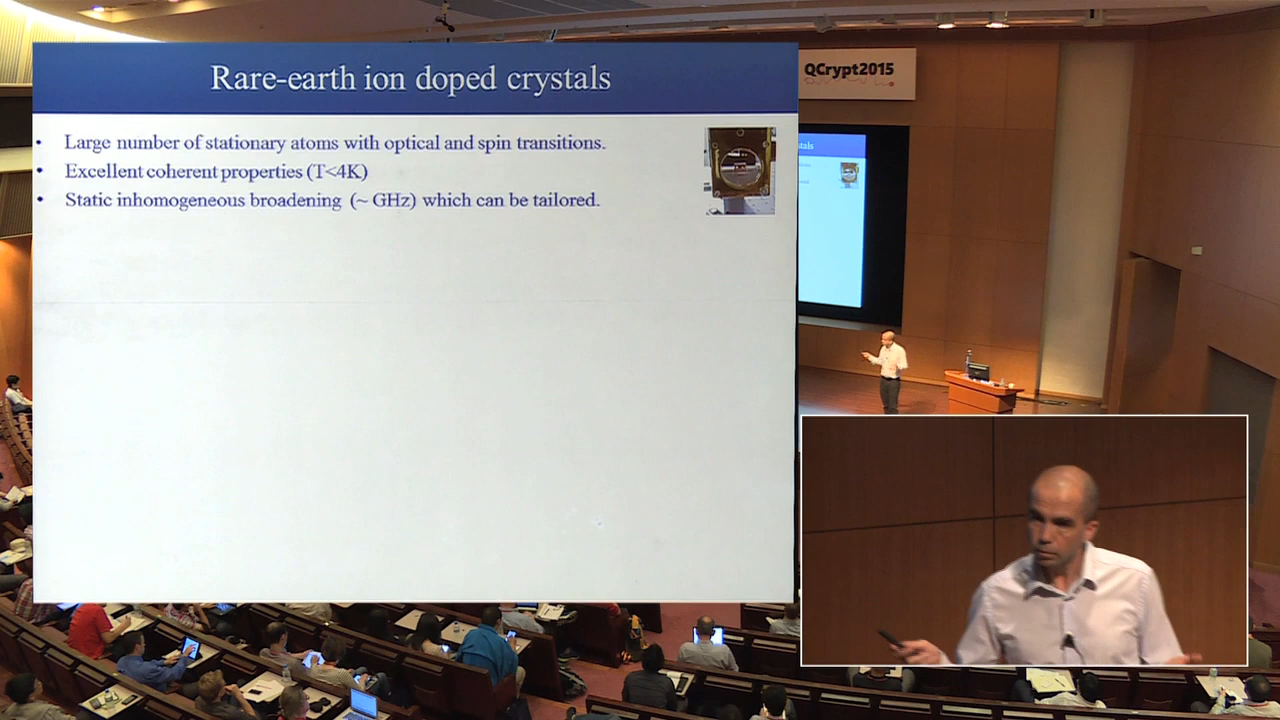 Rare-earth ion doped crystals
• Large number of stationary atoms with optical and spin transitions.
• Excellent coherent properties (T<4K)
• Static inhomogeneous broadening (~ GHz) which can be tailored.
QCrypt2015
tals